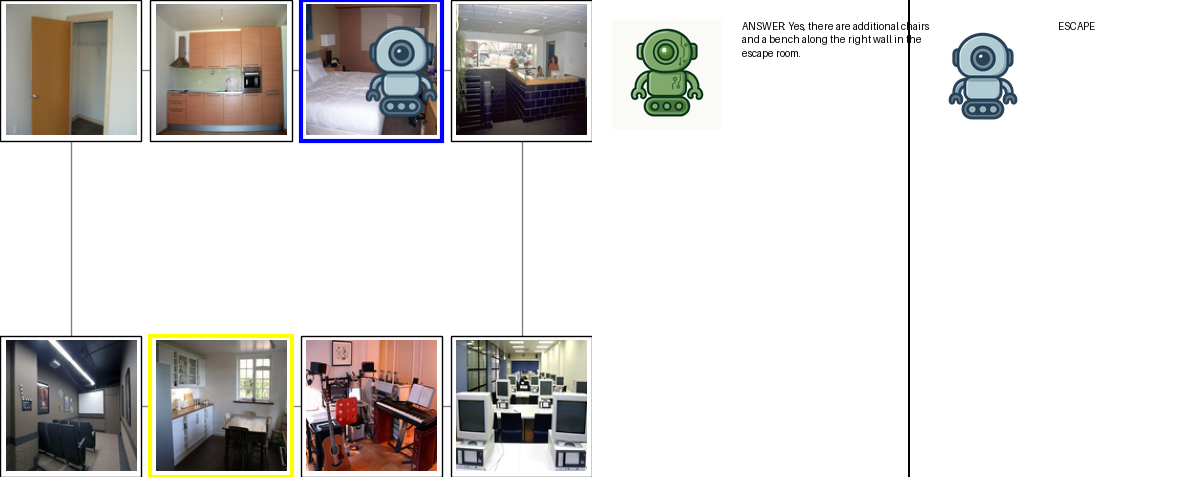 ANSWER: Yes, there are additional chairs
and a bench along the right wall in the
escape room.
ESCAPE